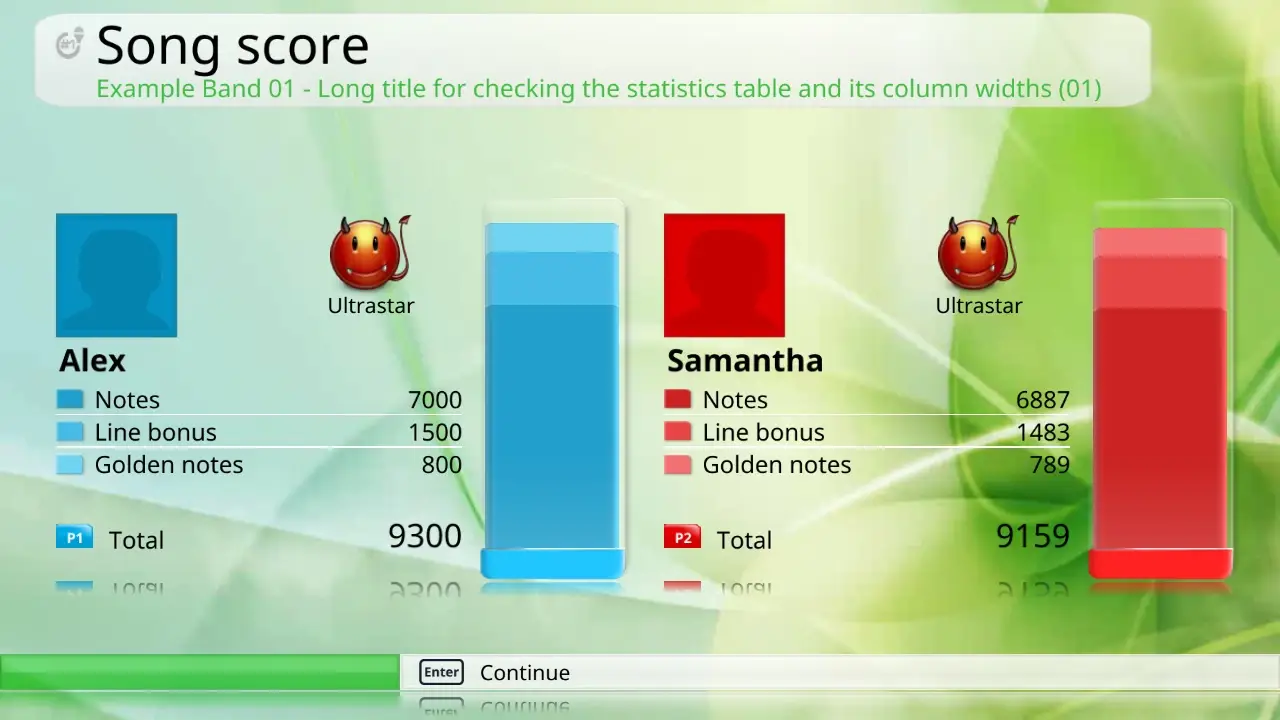 Song score
Example Band 01 - Long title for checking the statistics table and its column widths (01)
Ultrastar
Alex
Notes 7000
Line bonus 1500
Golden notes 800
P1 Total 9300
Ultrastar
Samantha
Notes 6887
Line bonus 1483
Golden notes 789
P2 Total 9159
Enter Continue